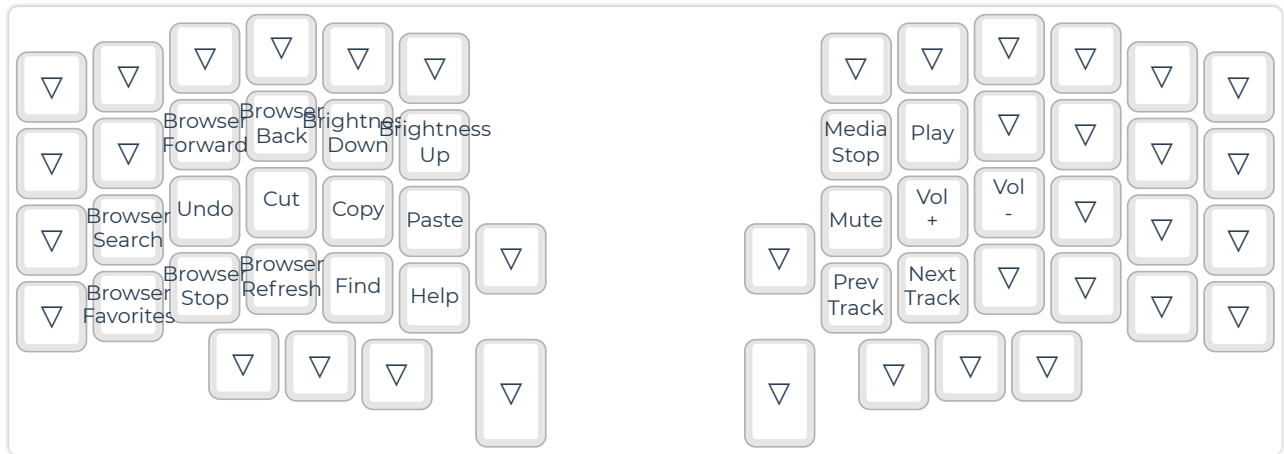 ▽ ▽ ▽ ▽ ▽ ▽ ▽ ▽ ▽ ▽ ▽ ▽
▽ ▽ Browser Browser Brightnes Brightness Media Play ▽ ▽ ▽ ▽
Forward Back Down Up Stop
▽ Browser Undo Cut Copy Paste Mute Vol Vol ▽ ▽ ▽
Search + -
▽ Browser Browser Browser Find Help ▽ ▽ Prev Next ▽ ▽ ▽ ▽
Favorites Stop Refresh Track Track
▽ ▽ ▽ ▽ ▽ ▽ ▽ ▽